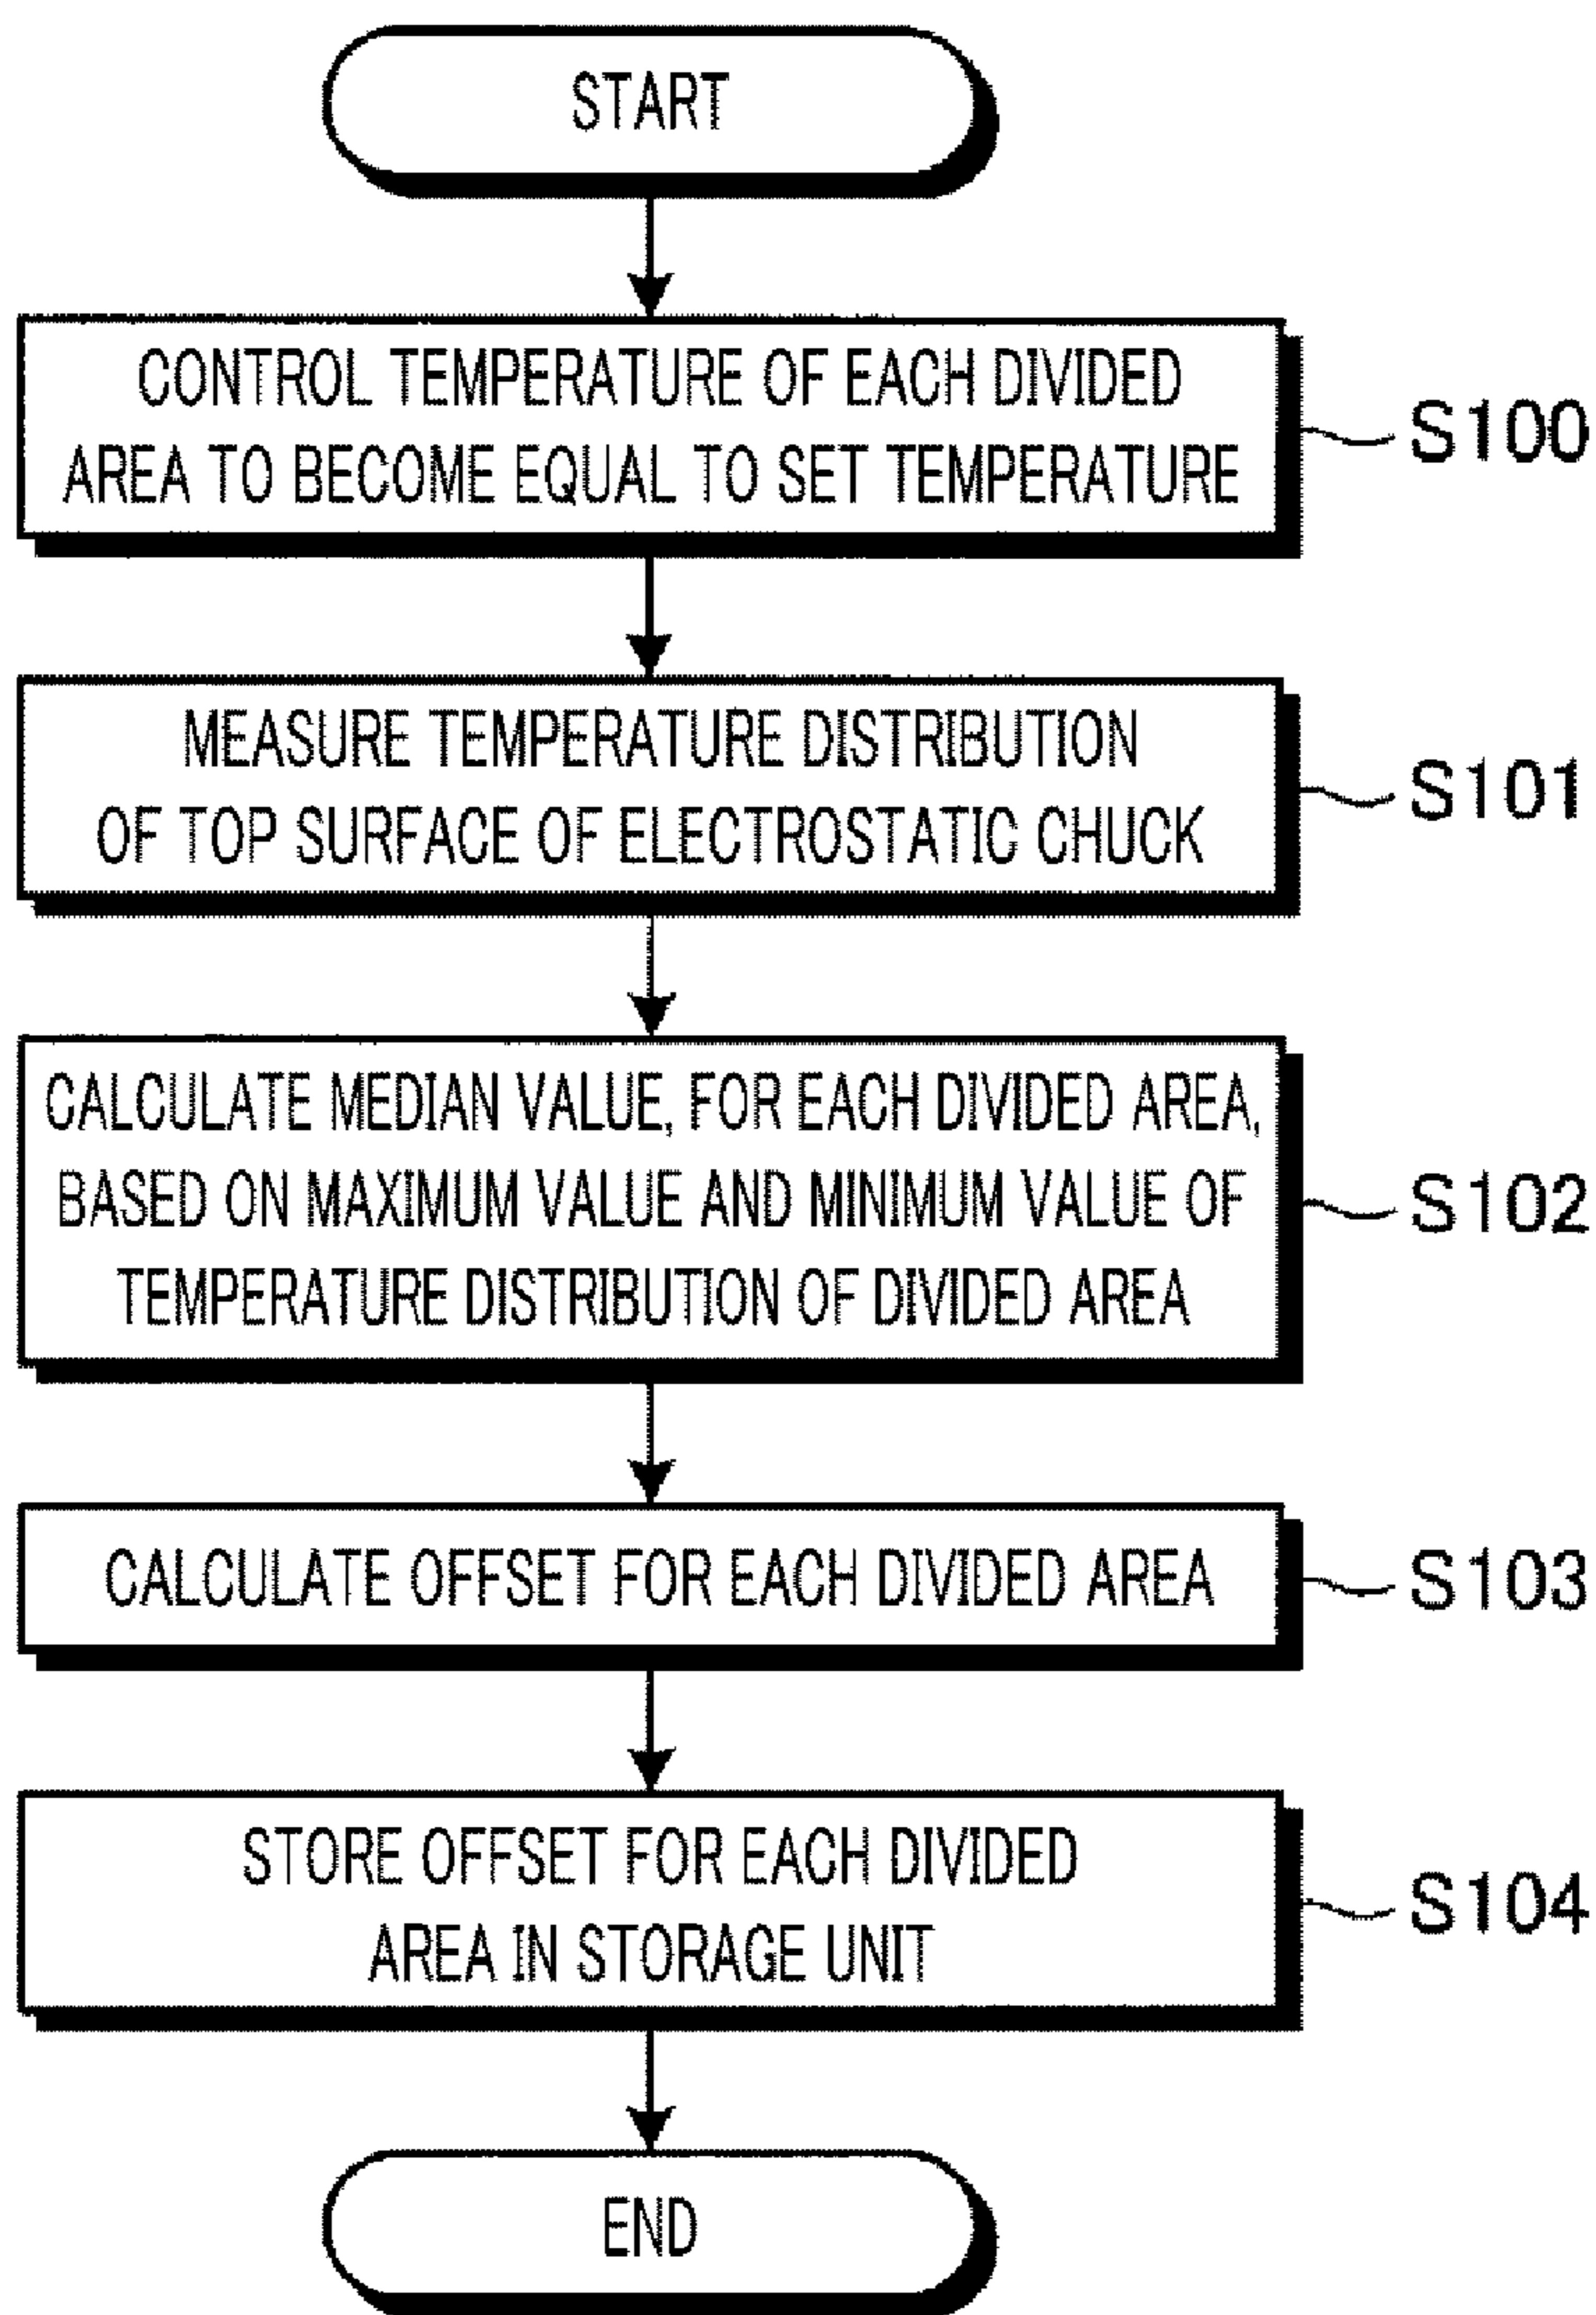 START
CONTROL TEMPERATURE OF EACH DIVIDED
AREA TO BECOME EQUAL TO SET TEMPERATURE
S100
MEASURE TEMPERATURE DISTRIBUTION
OF TOP SURFACE OF ELECTROSTATIC CHUCK
S101
CALCULATE MEDIAN VALUE, FOR EACH DIVIDED AREA,
BASED ON MAXIMUM VALUE AND MINIMUM VALUE OF
TEMPERATURE DISTRIBUTION OF DIVIDED AREA
S102
CALCULATE OFFSET FOR EACH DIVIDED AREA
S103
STORE OFFSET FOR EACH DIVIDED
AREA IN STORAGE UNIT
S104
END